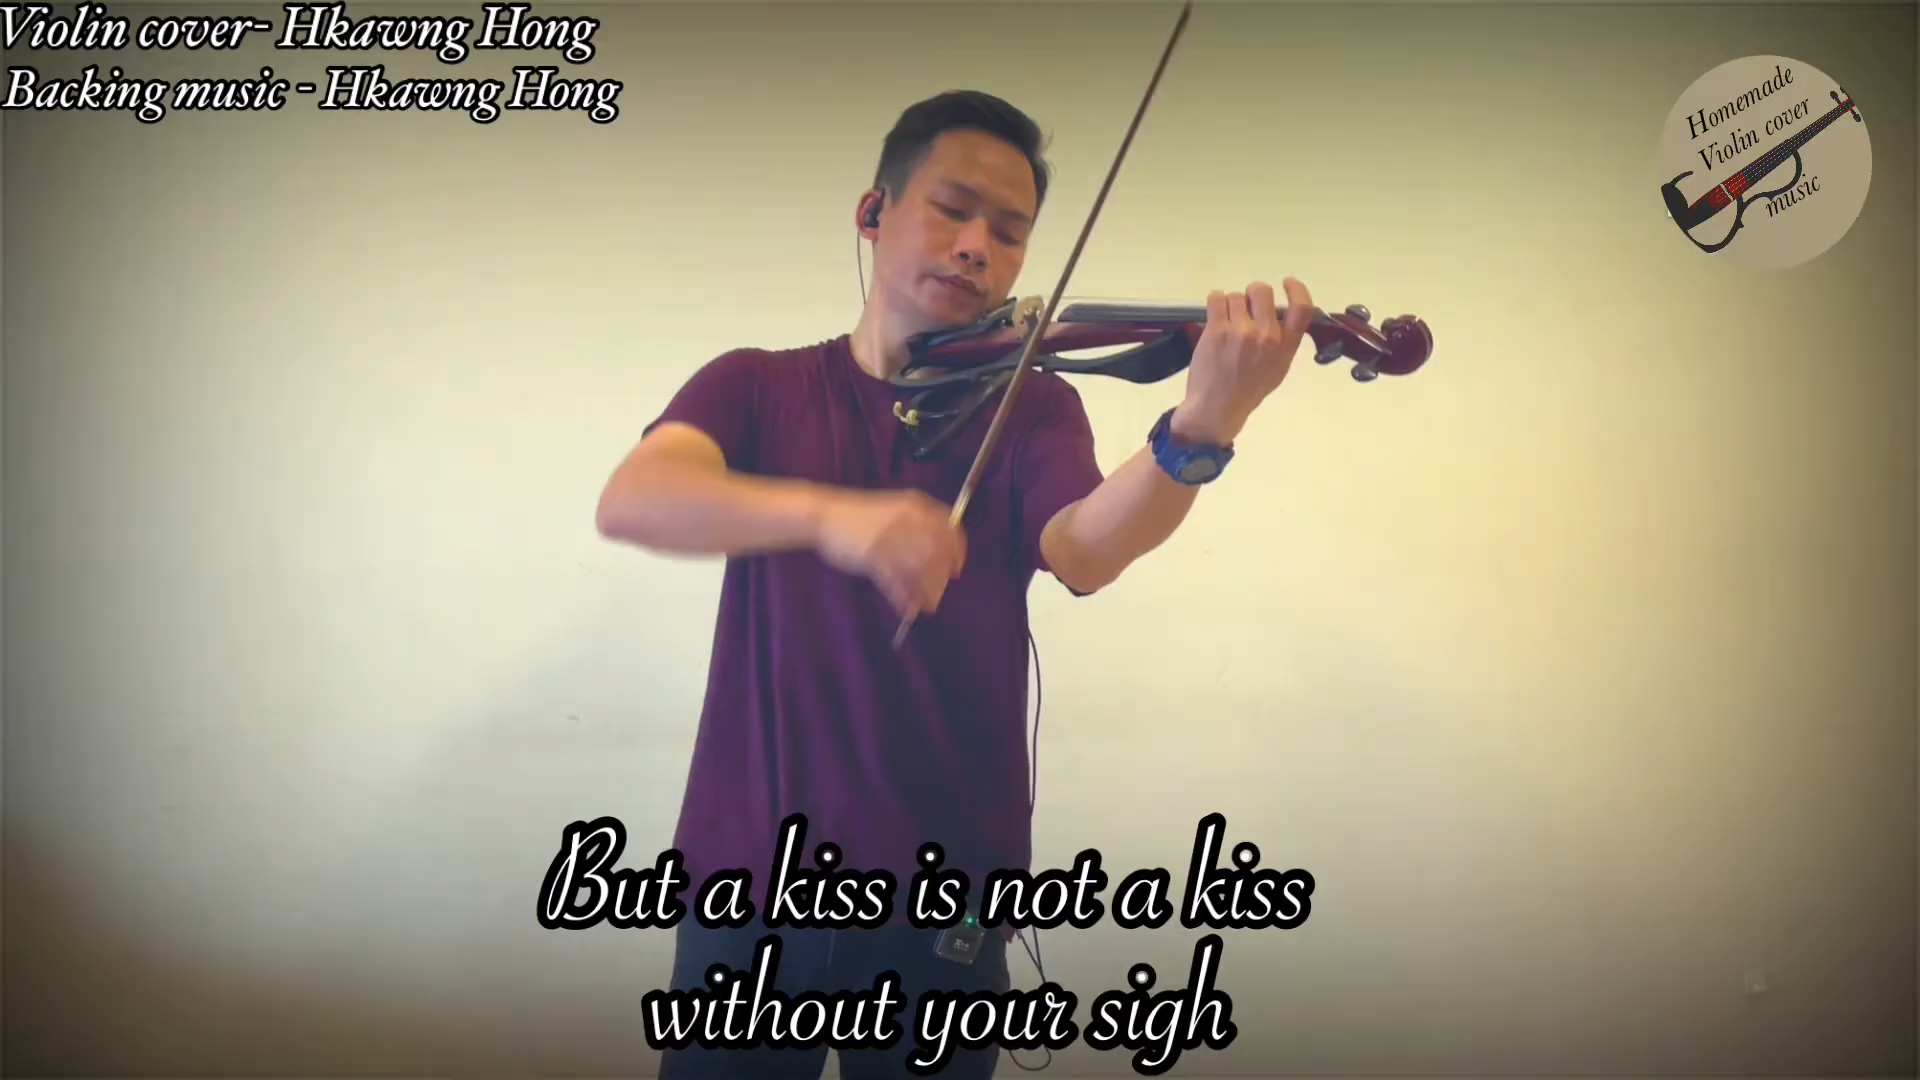 Violin cover- Hkawng Hong
Backing music - Hkawng Hong
Homemade
Violin cover
music
But a kiss is not a kiss
without your sigh